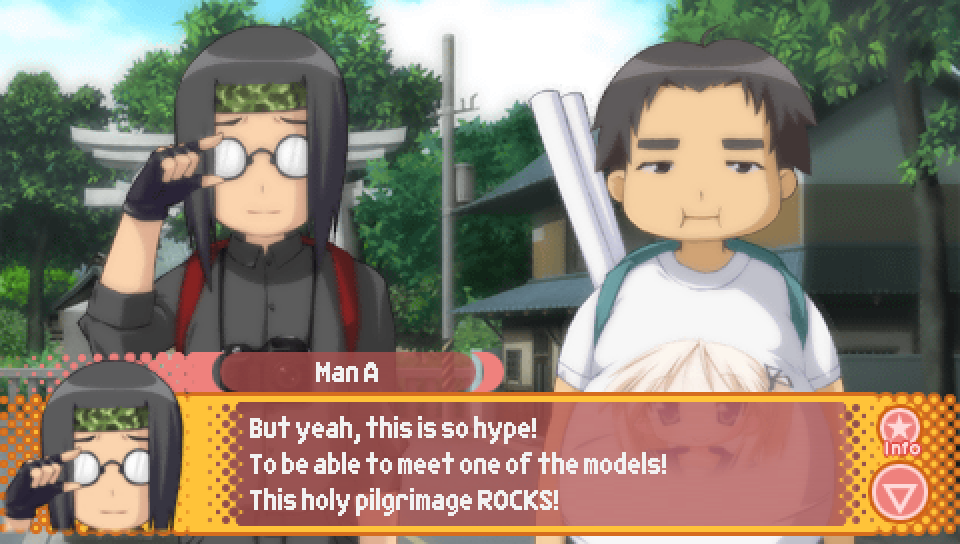 Man A
But yeah, this is so hype!
To be able to meet one of the models!
This holy pilgrimage ROCKS!
Info